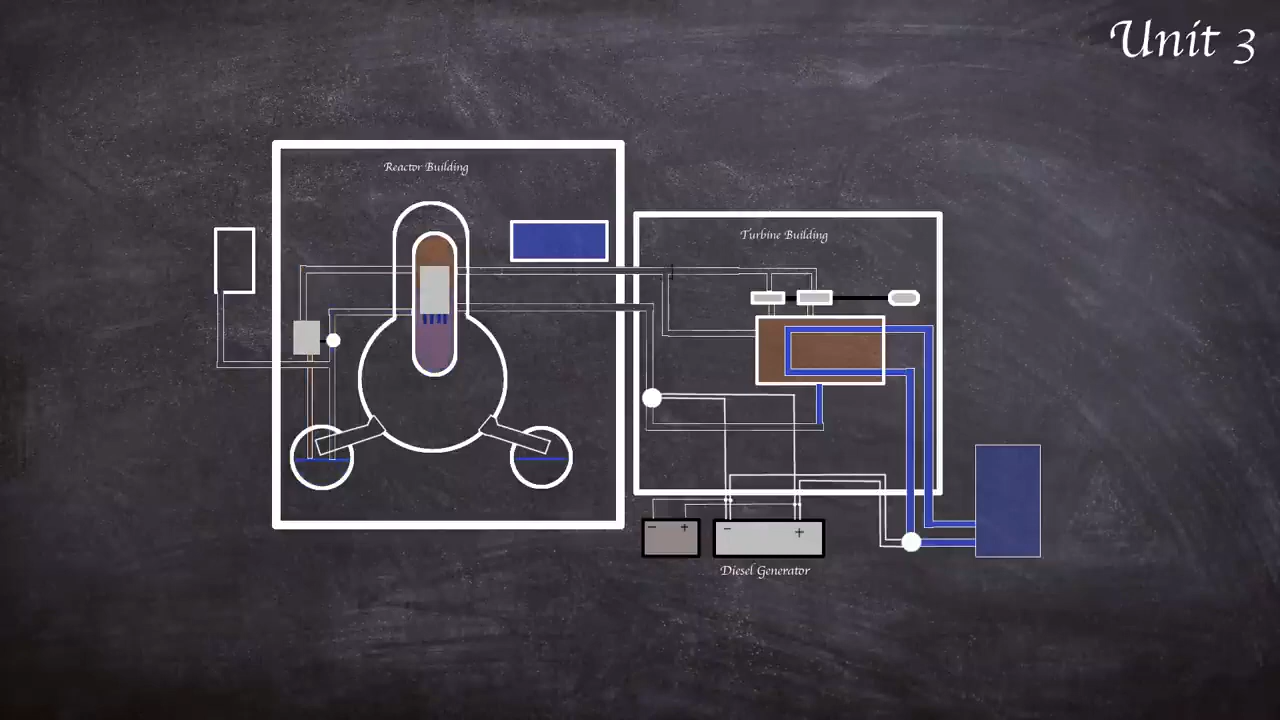 Unit 3
Reactor Building
Turbine Building
- + - +
Diesel Generator